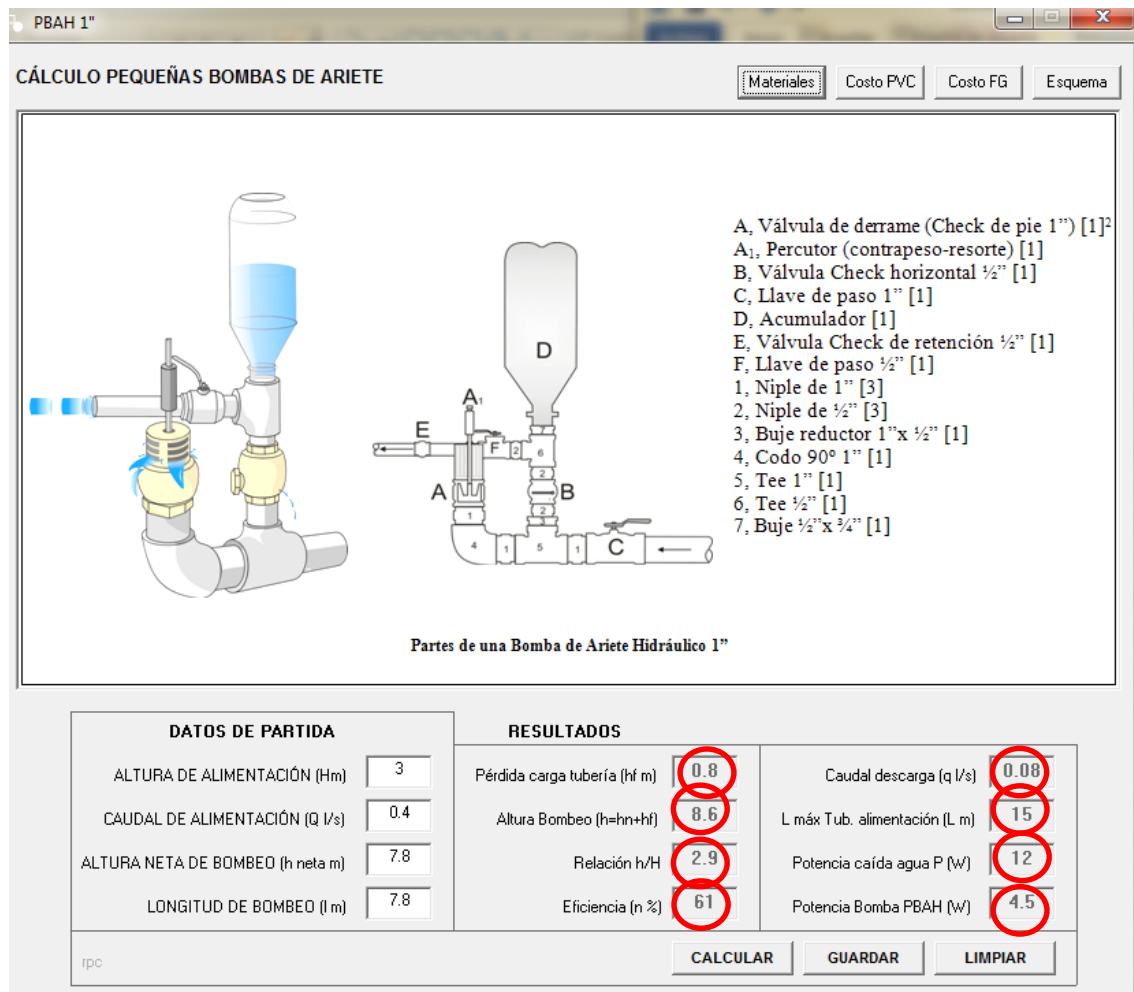 PBAH 1"
CÁLCULO PEQUEÑAS BOMBAS DE ARIETE
Materiales
Costo PVC
Costo FG
Esquema
A, Válvula de derrame (Check de pie 1”) [1]²
A₁, Percutor (contrapeso-resorte) [1]
B, Válvula Check horizontal ½” [1]
C, Llave de paso 1” [1]
D, Acumulador [1]
E, Válvula Check de retención ½” [1]
F, Llave de paso ½” [1]
1, Niple de 1” [3]
2, Niple de ½” [3]
3, Buje reductor 1”x ½” [1]
4, Codo 90º 1” [1]
5, Tee 1” [1]
6, Tee ½” [1]
7, Buje ½”x ¾” [1]
D
A₁
E
F
2
6
2
A
B
1
2
3
4
1
5
1
C
Partes de una Bomba de Ariete Hidráulico 1”
DATOS DE PARTIDA
ALTURA DE ALIMENTACIÓN (Hm) 3
CAUDAL DE ALIMENTACIÓN (Q l/s) 0.4
ALTURA NETA DE BOMBEO (h neta m) 7.8
LONGITUD DE BOMBEO (l m) 7.8
RESULTADOS
Pérdida carga tubería (hf m) 0.8
Altura Bombeo (h=hn+hf) 8.6
Relación h/H 2.9
Eficiencia (n %) 61
Caudal descarga (q l/s) 0.08
L máx Tub. alimentación (L m) 15
Potencia caída agua P (W) 12
Potencia Bomba PBAH (W) 4.5
rpc
CALCULAR
GUARDAR
LIMPIAR